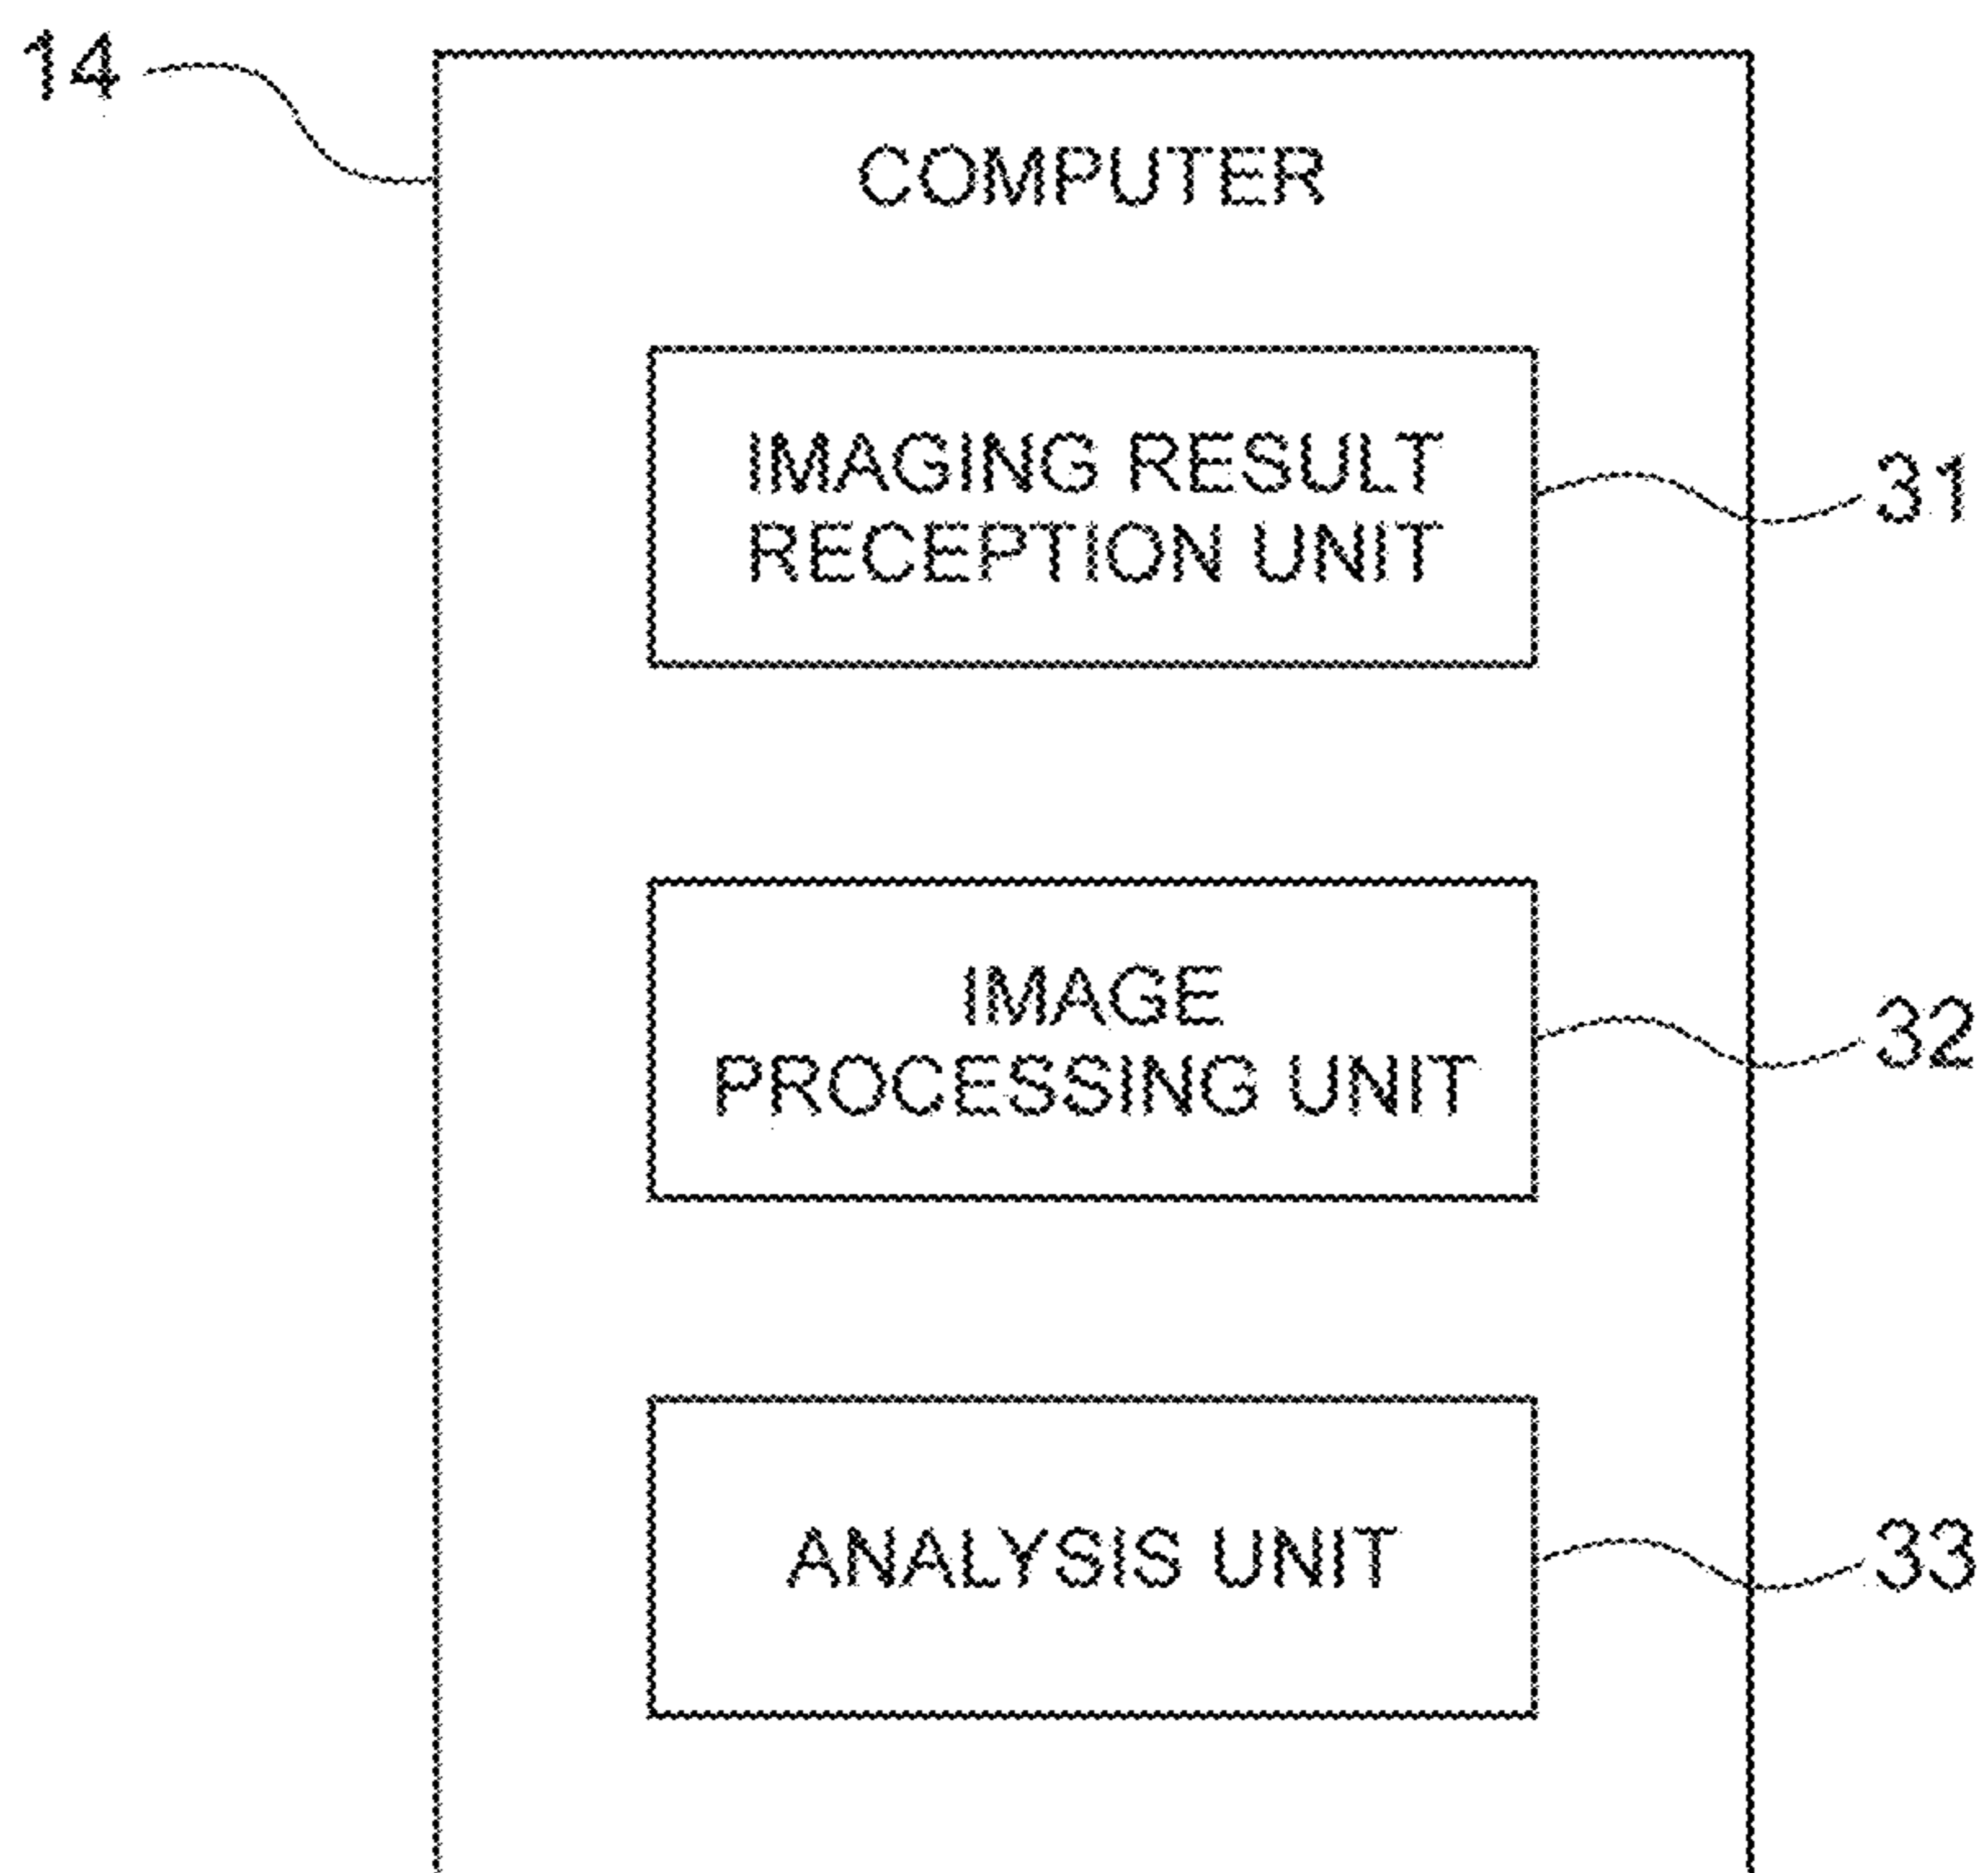 14
COMPUTER
IMAGING RESULT
RECEPTION UNIT
31
IMAGE
PROCESSING UNIT
32
ANALYSIS UNIT
33